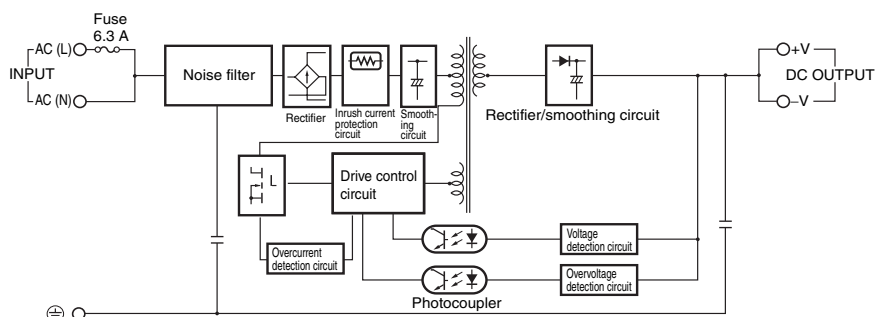 Fuse
6.3 A
AC (L)
INPUT
AC (N)
Noise filter
Rectifier
Inrush current
protection
circuit
Smooth-
ing
circuit
Rectifier/smoothing circuit
+V
DC OUTPUT
–V
L
Drive control
circuit
Overcurrent
detection circuit
Voltage
detection circuit
Overvoltage
detection circuit
Photocoupler